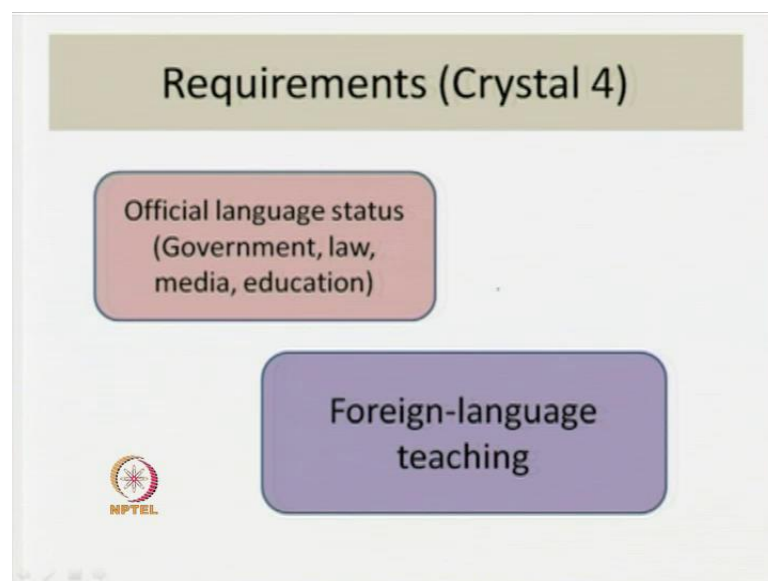 Requirements (Crystal 4)
Official language status
(Government, law,
media, education)
Foreign-language
teaching
NPTEL